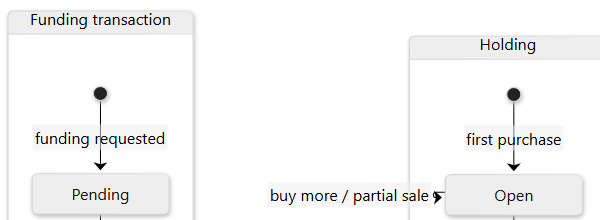 Funding transaction
Holding
funding requested
first purchase
Pending
buy more / partial sale
Open